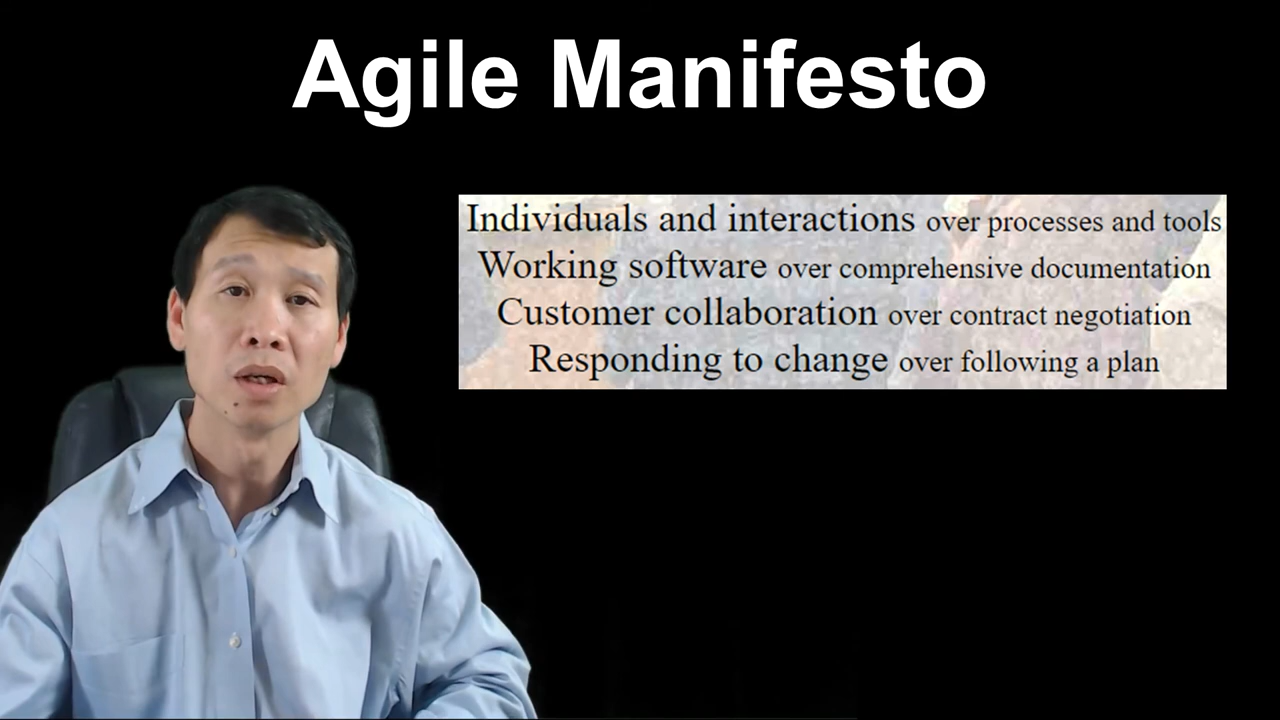 Agile Manifesto
Individuals and interactions over processes and tools
Working software over comprehensive documentation
Customer collaboration over contract negotiation
Responding to change over following a plan